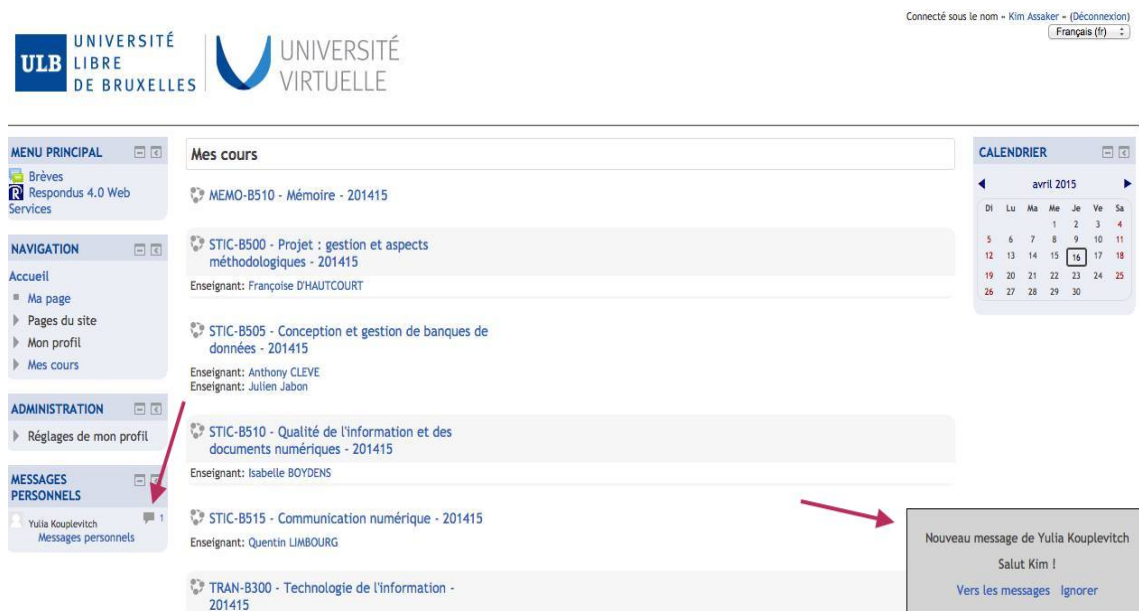 Connecté sous le nom « Kim Assaker » (Déconnexion)
Français (fr)
ULB UNIVERSITÉ
LIBRE
DE BRUXELLES
UNIVERSITÉ
VIRTUELLE
MENU PRINCIPAL
Brèves
R Respondus 4.0 Web
Services
NAVIGATION
Accueil
Ma page
Pages du site
Mon profil
Mes cours
ADMINISTRATION
Réglages de mon profil
MESSAGES
PERSONNELS
Yulia Kouplevitch 1
Messages personnels
Mes cours
MEMO-B510 - Mémoire - 201415
STIC-B500 - Projet : gestion et aspects
méthodologiques - 201415
Enseignant: Françoise D'HAUTCOURT
STIC-B505 - Conception et gestion de banques de
données - 201415
Enseignant: Anthony CLEVE
Enseignant: Julien Jabon
STIC-B510 - Qualité de l'information et des
documents numériques - 201415
Enseignant: Isabelle BOYDENS
STIC-B515 - Communication numérique - 201415
Enseignant: Quentin LIMBOURG
TRAN-B300 - Technologie de l'information -
201415
CALENDRIER
avril 2015
Di Lu Ma Me Je Ve Sa
1 2 3 4
5 6 7 8 9 10 11
12 13 14 15 16 17 18
19 20 21 22 23 24 25
26 27 28 29 30
Nouveau message de Yulia Kouplevitch
Salut Kim !
Vers les messages Ignorer